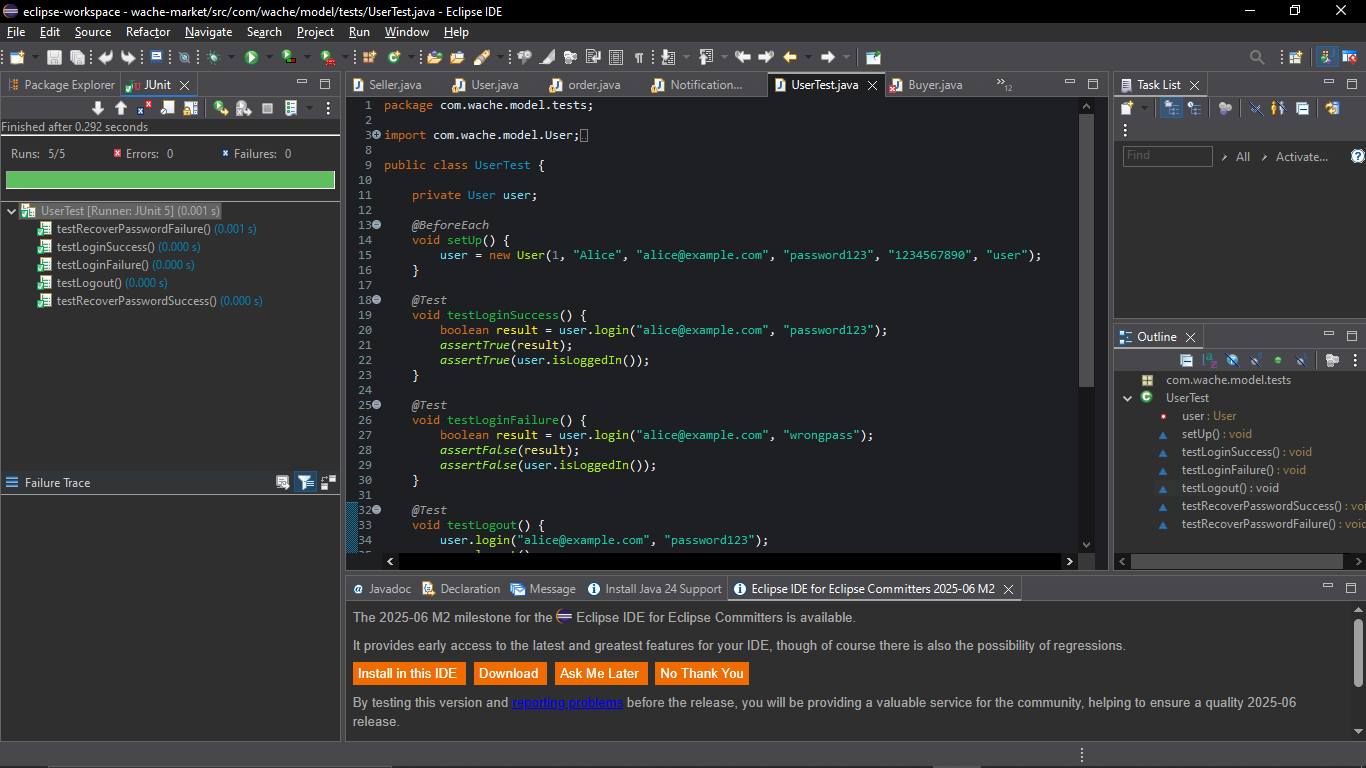 eclipse-workspace - wache-market/src/com/wache/model/tests/UserTest.java - Eclipse IDE
File Edit Source Refactor Navigate Search Project Run Window Help
Package Explorer JUnit
Finished after 0.292 seconds
Runs: 5/5 Errors: 0 Failures: 0
UserTest [Runner: JUnit 5] (0.001 s)
testRecoverPasswordFailure() (0.001 s)
testLoginSuccess() (0.000 s)
testLoginFailure() (0.000 s)
testLogout() (0.000 s)
testRecoverPasswordSuccess() (0.000 s)
Failure Trace
Seller.java User.java order.java Notification... UserTest.java Buyer.java 12
1 package com.wache.model.tests;
2
3 import com.wache.model.User;
8
9 public class UserTest {
10
11 private User user;
12
13 @BeforeEach
14 void setUp() {
15 user = new User(1, "Alice", "alice@example.com", "password123", "1234567890", "user");
16 }
17
18 @Test
19 void testLoginSuccess() {
20 boolean result = user.login("alice@example.com", "password123");
21 assertTrue(result);
22 assertTrue(user.isLoggedIn());
23 }
24
25 @Test
26 void testLoginFailure() {
27 boolean result = user.login("alice@example.com", "wrongpass");
28 assertFalse(result);
29 assertFalse(user.isLoggedIn());
30 }
31
32 @Test
33 void testLogout() {
34 user.login("alice@example.com", "password123");
Task List
Find All Activate...
Outline
com.wache.model.tests
UserTest
user : User
setUp() : void
testLoginSuccess() : void
testLoginFailure() : void
testLogout() : void
testRecoverPasswordSuccess() : voi
testRecoverPasswordFailure() : voic
Javadoc Declaration Message Install Java 24 Support Eclipse IDE for Eclipse Committers 2025-06 M2
The 2025-06 M2 milestone for the Eclipse IDE for Eclipse Committers is available.
It provides early access to the latest and greatest features for your IDE, though of course there is also the possibility of regressions.
Install in this IDE Download Ask Me Later No Thank You
By testing this version and reporting problems before the release, you will be providing a valuable service for the community, helping to ensure a quality 2025-06
release.